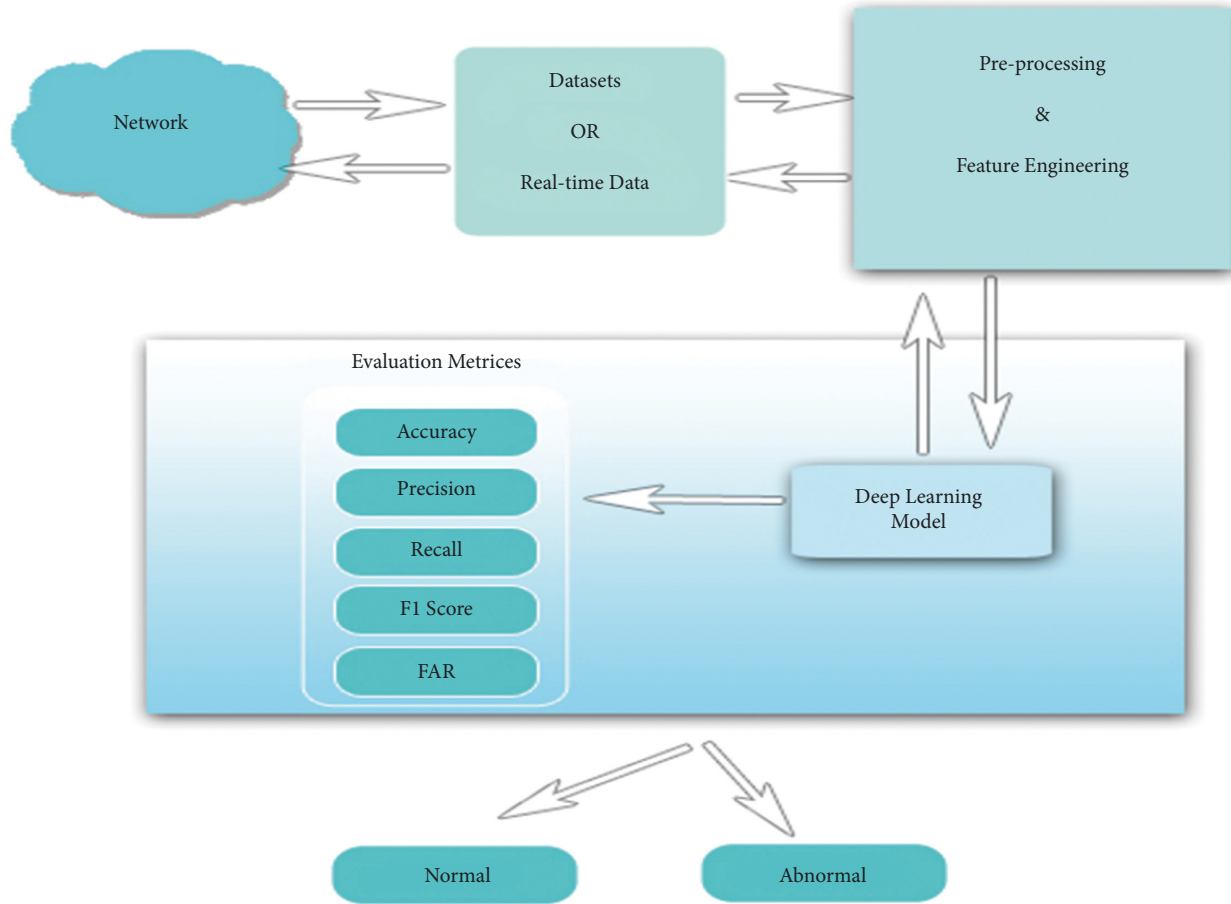 Network
Datasets
OR
Real-time Data
Pre-processing
&
Feature Engineering
Evaluation Metrices
Accuracy
Precision
Recall
F1 Score
FAR
Deep Learning
Model
Normal
Abnormal